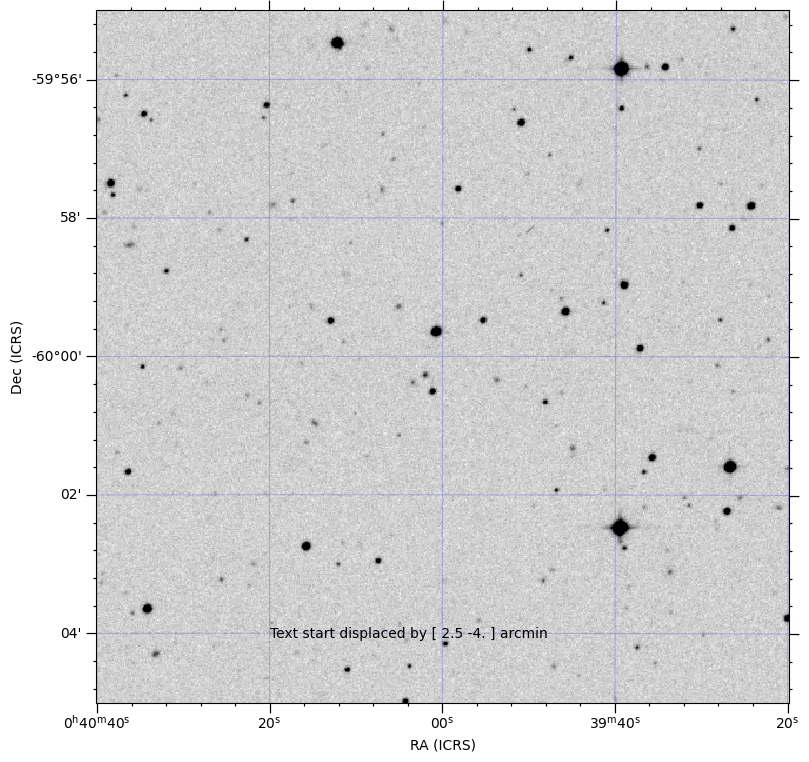 -59°56'
58'
-60°00'
02'
04'
Dec (ICRS)
Text start displaced by [ 2.5 -4. ] arcmin
0ʰ40ᵐ40ˢ 20ˢ 00ˢ 39ᵐ40ˢ 20ˢ
RA (ICRS)